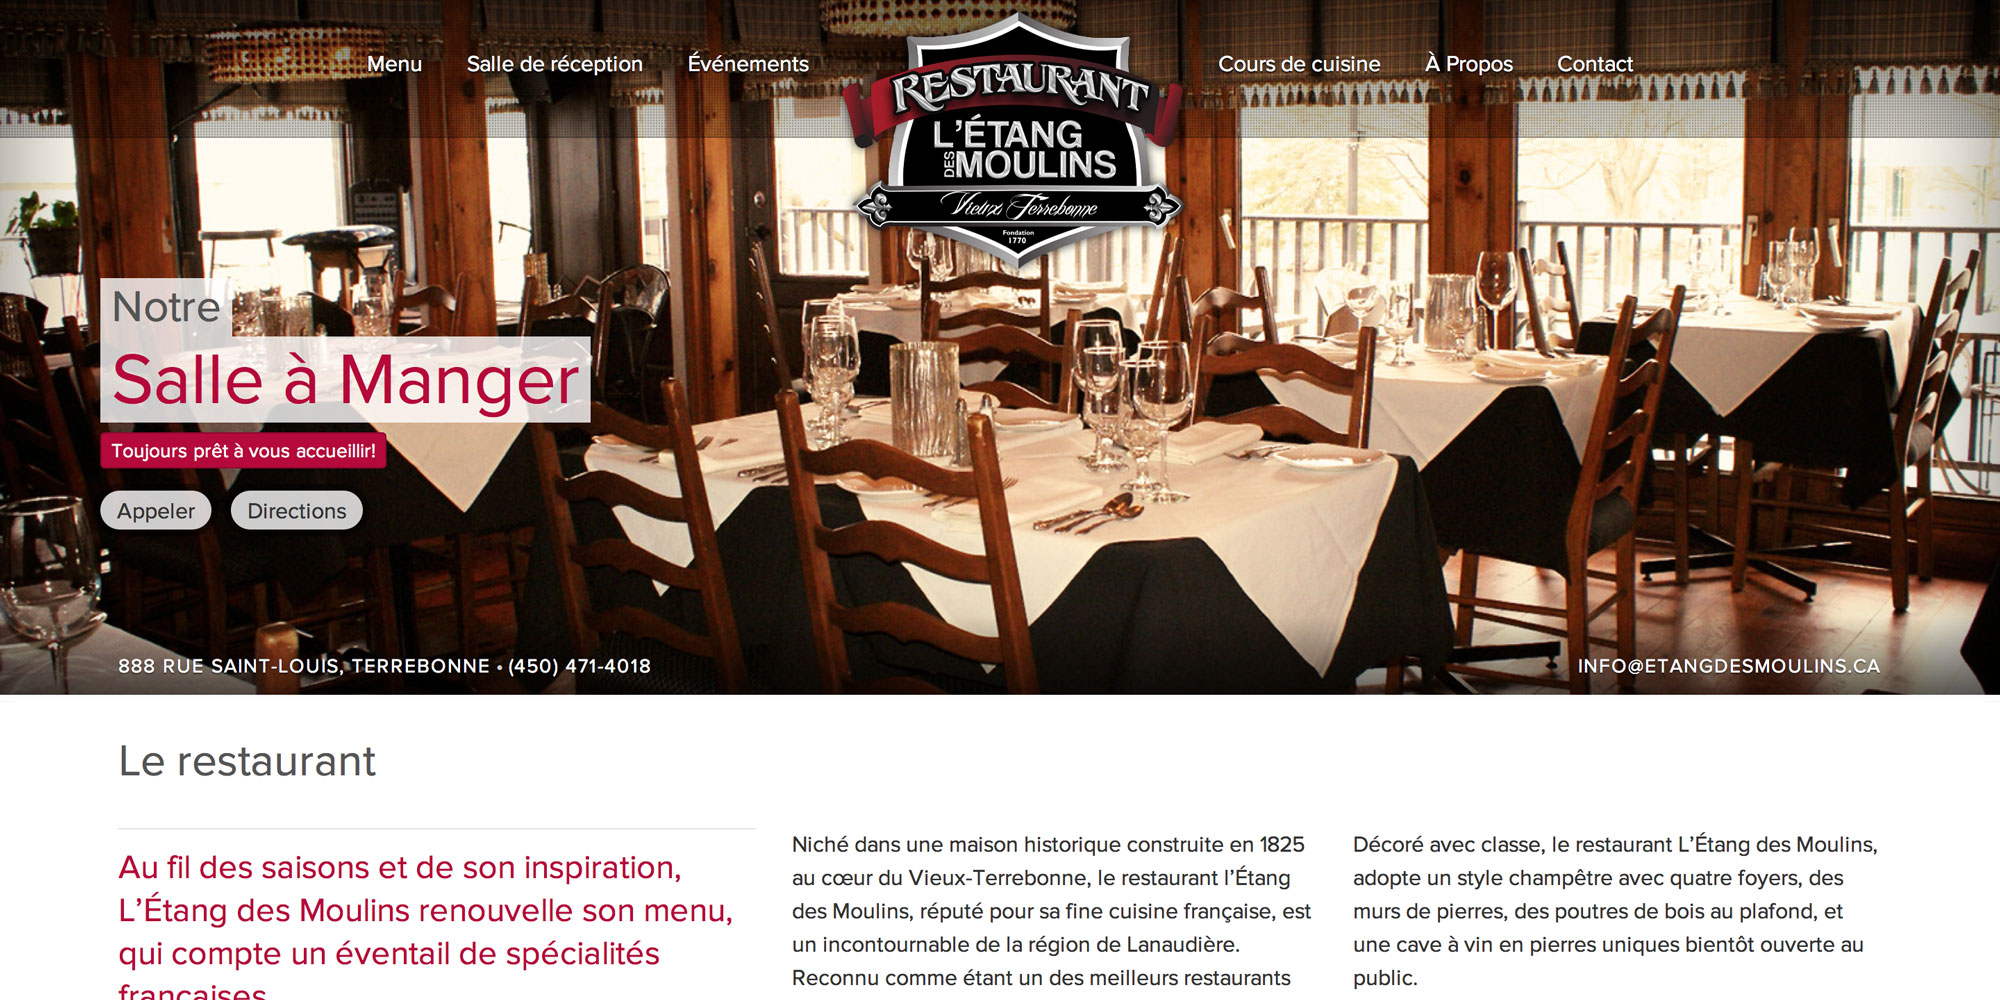 Menu
Salle de réception
Événements
RESTAURANT
L'ÉTANG
DES MOULINS
Vieux Terrebonne
Fondation
1770
Cours de cuisine
À Propos
Contact
Notre
Salle à Manger
Toujours prêt à vous accueillir!
Appeler
Directions
888 RUE SAINT-LOUIS, TERREBONNE • (450) 471-4018
INFO@ETANGDESMOULINS.CA
Le restaurant
Au fil des saisons et de son inspiration,
L’Étang des Moulins renouvelle son menu,
qui compte un éventail de spécialités
françaises
Niché dans une maison historique construite en 1825
au cœur du Vieux-Terrebonne, le restaurant l’Étang
des Moulins, réputé pour sa fine cuisine française, est
un incontournable de la région de Lanaudière.
Reconnu comme étant un des meilleurs restaurants
Décoré avec classe, le restaurant L’Étang des Moulins,
adopte un style champêtre avec quatre foyers, des
murs de pierres, des poutres de bois au plafond, et
une cave à vin en pierres uniques bientôt ouverte au
public.